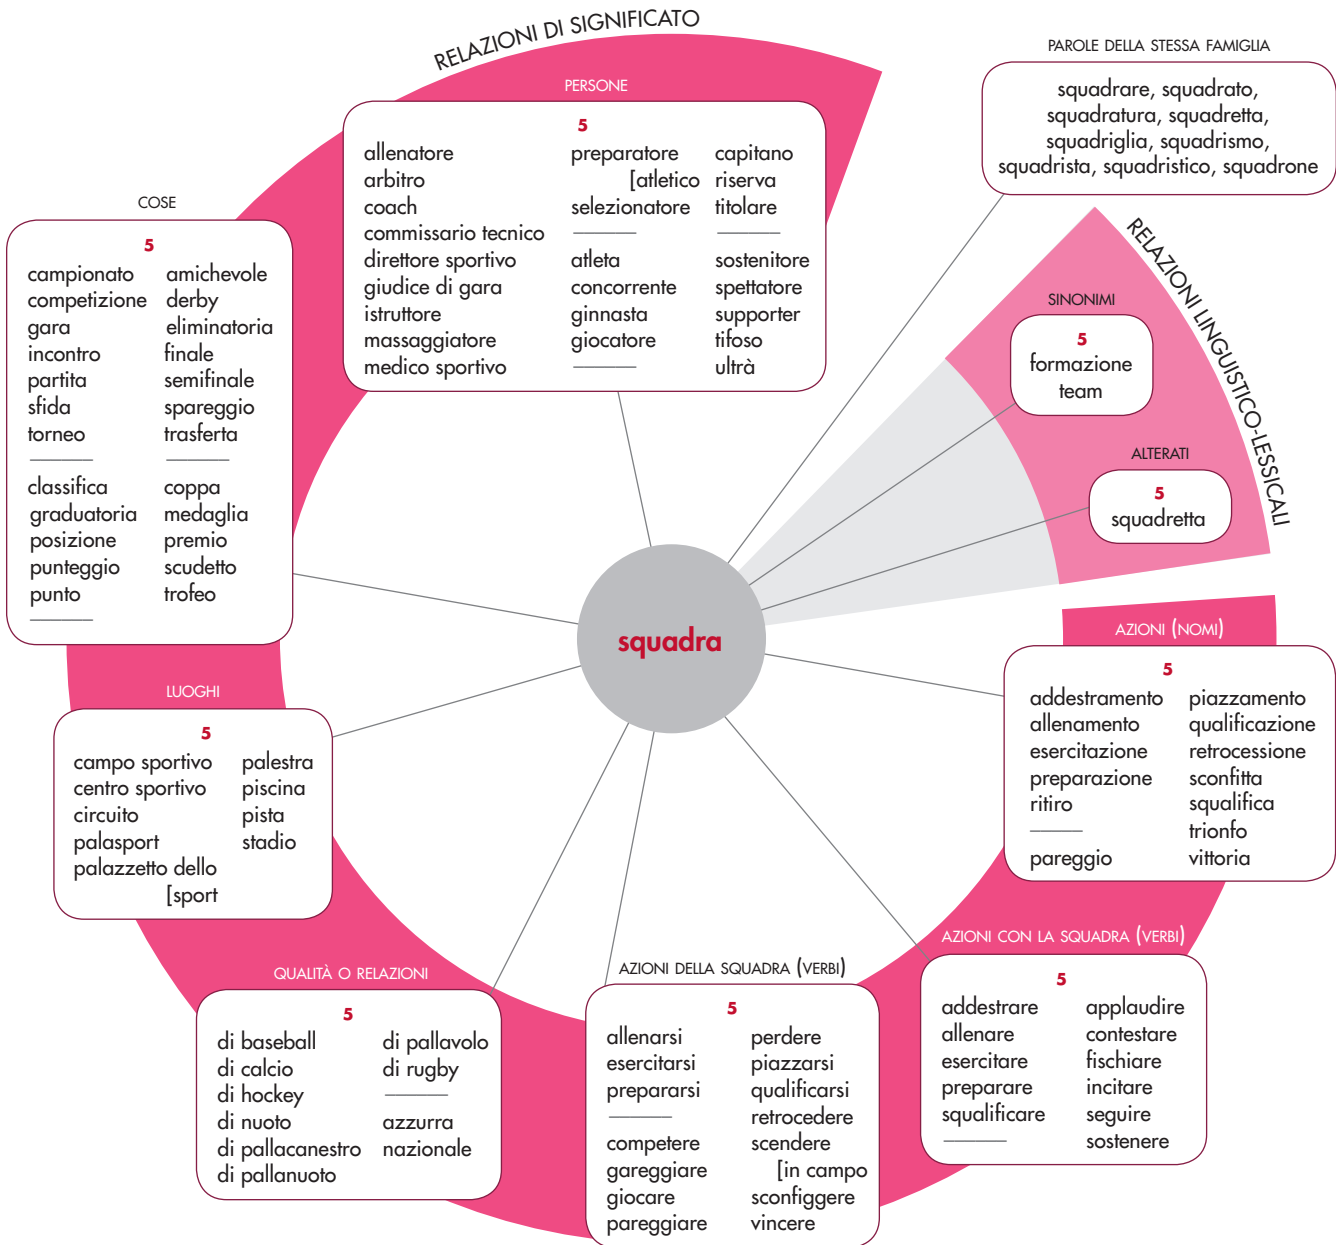 RELAZIONI DI SIGNIFICATO
PERSONE
5
allenatore
arbitro
coach
commissario tecnico
direttore sportivo
giudice di gara
istruttore
massaggiatore
medico sportivo
preparatore
[atletico
selezionatore
atleta
concorrente
ginnasta
giocatore
capitano
riserva
titolare
sostenitore
spettatore
supporter
tifoso
ultrà
PAROLE DELLA STESSA FAMIGLIA
squadrare, squadrato,
squadratura, squadretta,
squadriglia, squadrismo,
squadrista, squadristico, squadrone
RELAZIONI LINGUISTICO-LESSICALI
SINONIMI
5
formazione
team
ALTERATI
5
squadretta
COSE
5
campionato
competizione
gara
incontro
partita
sfida
torneo
classifica
graduatoria
posizione
punteggio
punto
amichevole
derby
eliminatoria
finale
semifinale
spareggio
trasferta
coppa
medaglia
premio
scudetto
trofeo
squadra
AZIONI (NOMI)
5
addestramento
allenamento
esercitazione
preparazione
ritiro
pareggio
piazzamento
qualificazione
retrocessione
sconfitta
squalifica
trionfo
vittoria
LUOGHI
5
campo sportivo
centro sportivo
circuito
palasport
palazzetto dello
[sport
palestra
piscina
pista
stadio
QUALITÀ O RELAZIONI
5
di baseball
di calcio
di hockey
di nuoto
di pallacanestro
di pallanuoto
di pallavolo
di rugby
azzurra
nazionale
AZIONI DELLA SQUADRA (VERBI)
5
allenarsi
esercitarsi
prepararsi
competere
gareggiare
giocare
pareggiare
perdere
piazzarsi
qualificarsi
retrocedere
scendere
[in campo
sconfiggere
vincere
AZIONI CON LA SQUADRA (VERBI)
5
addestrare
allenare
esercitare
preparare
squalificare
applaudire
contestare
fischiare
incitare
seguire
sostenere